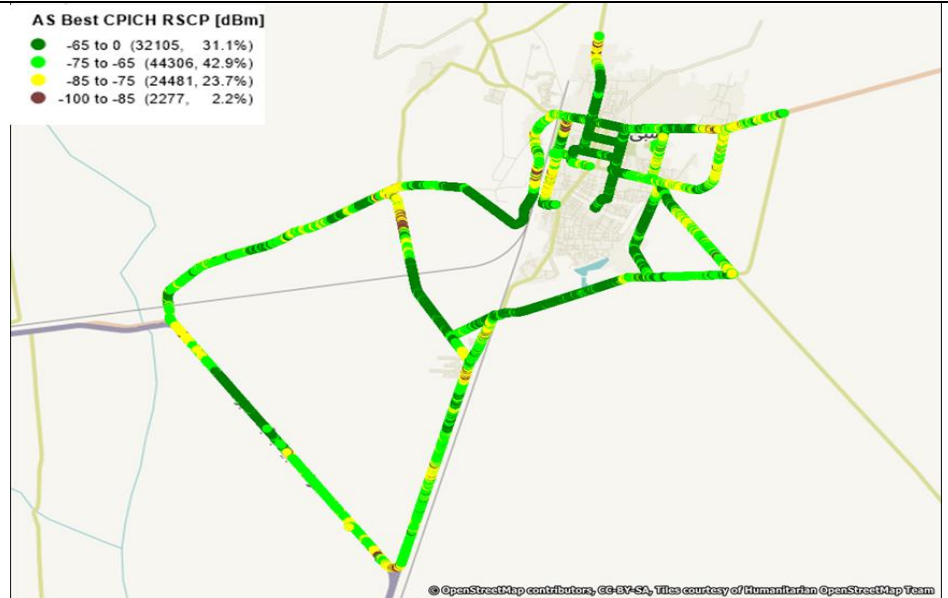 AS Best CPICH RSCP [dBm]
-65 to 0 (32105, 31.1%)
-75 to -65 (44306, 42.9%)
-85 to -75 (24481, 23.7%)
-100 to -85 (2277, 2.2%)
© OpenStreetMap contributors, CC-BY-SA, Tiles courtesy of Humanitarian OpenStreetMap Team